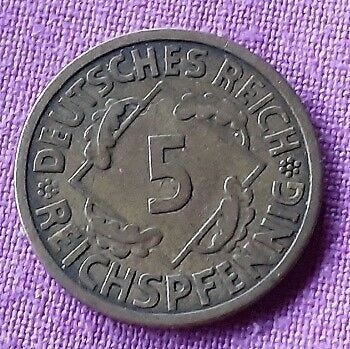 DEUTSCHES REICH
5
REICHSPFENNIG